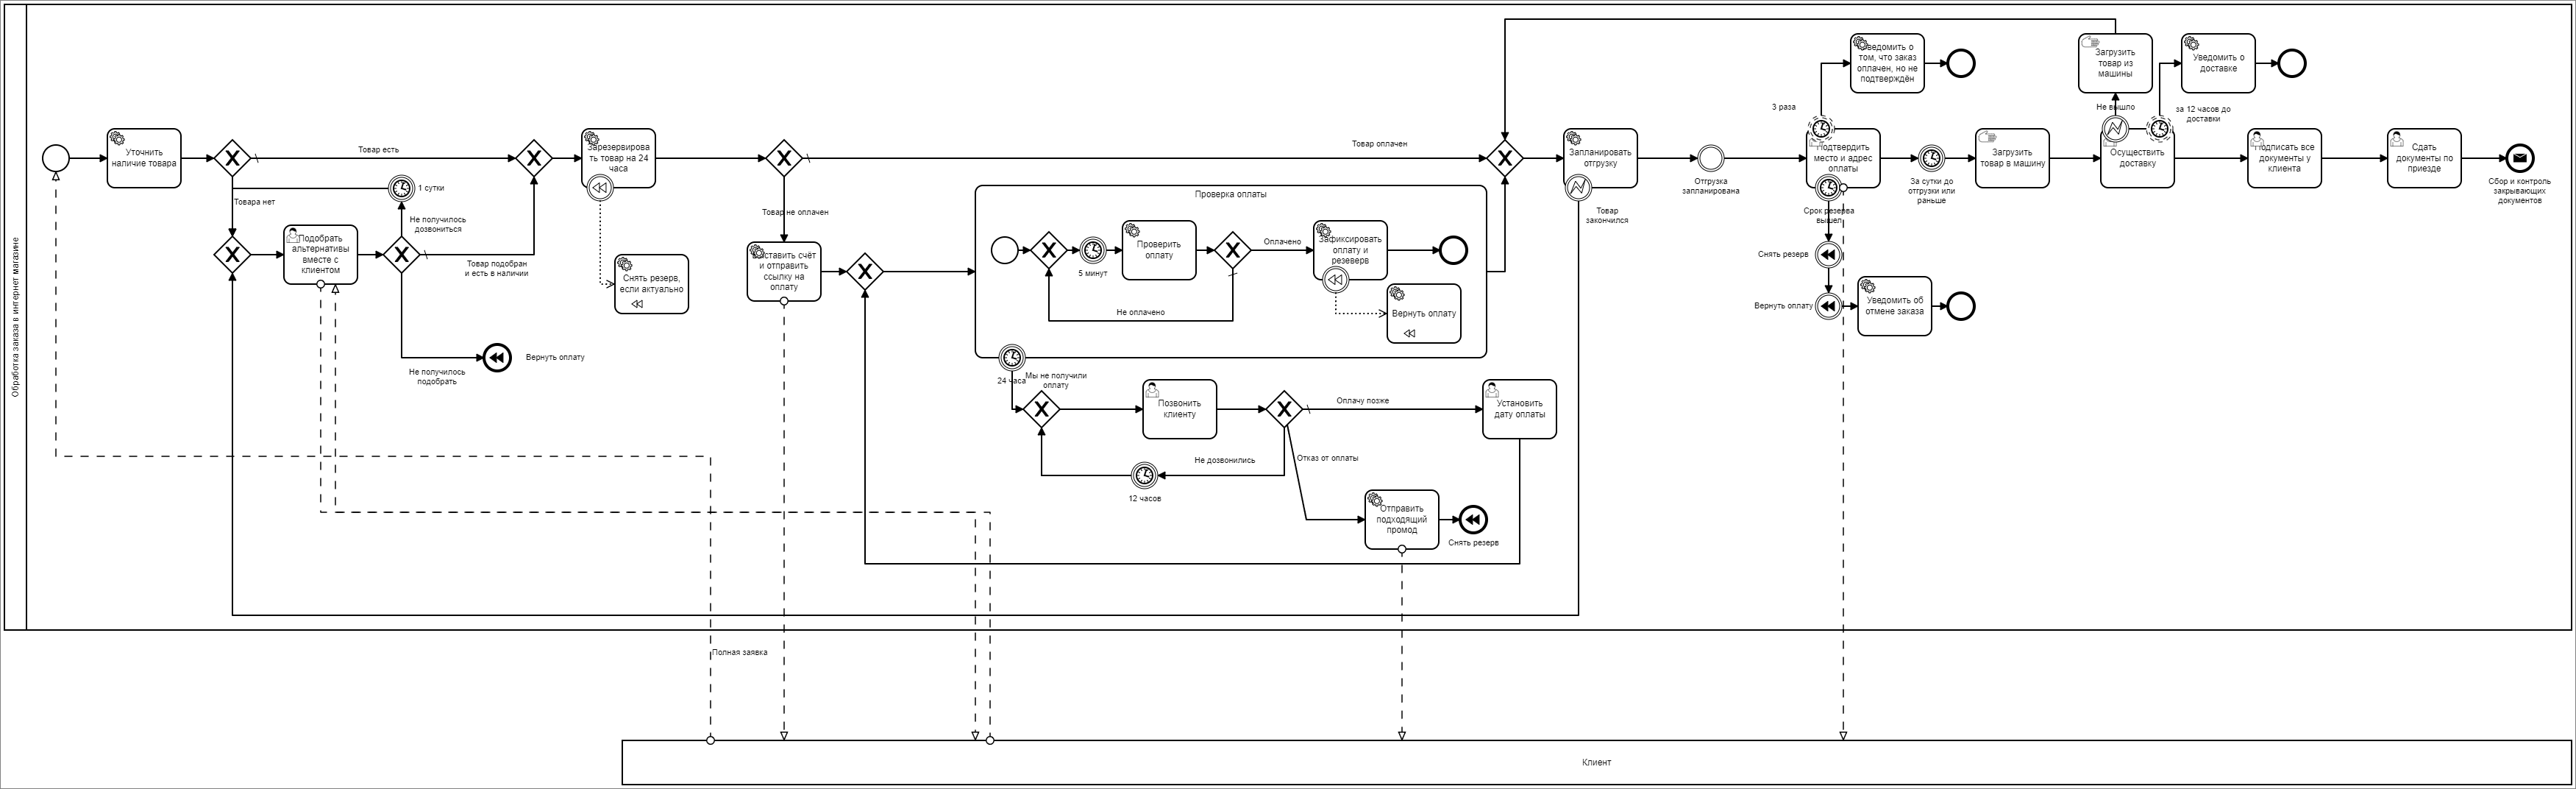 Обработка заказа в интернет магазине
Уточнить
наличие товара
Товар есть
Товара нет
1 сутки
Не получилось
дозвониться
Подобрать
альтернативы
вместе с
клиентом
Товар подобран
и есть в наличии
Не получилось
подобрать
Вернуть оплату
Зарезервирова
ть товар на 24
часа
Снять резерв,
если актуально
Товар оплачен
Товар не оплачен
Выставить счёт
и отправить
ссылку на
оплату
Проверка оплаты
5 минут
Проверить
оплату
Оплачено
Не оплачено
Зафиксировать
оплату и
резеверв
Вернуть оплату
24 часа
Мы не получили
оплату
Позвонить
клиенту
Оплачу позже
Установить
дату оплаты
Не дозвонились
12 часов
Отказ от оплаты
Отправить
подходящий
промод
Снять резерв
Запланировать
отгрузку
Товар
закончился
Отгрузка
запланирована
3 раза
Уведомить о
том, что заказ
оплачен, но не
подтверждён
Подтвердить
место и адрес
оплаты
Срок резерва
вышел
Снять резерв
Вернуть оплату
Уведомить об
отмене заказа
За сутки до
отгрузки или
раньше
Загрузить
товар в машину
Загрузить
товар из
машины
Не вышло
Осуществить
доставку
за 12 часов до
доставки
Уведомить о
доставке
Подписать все
документы у
клиента
Сдать
документы по
приезде
Сбор и контроль
закрывающих
документов
Полная заявка
Клиент